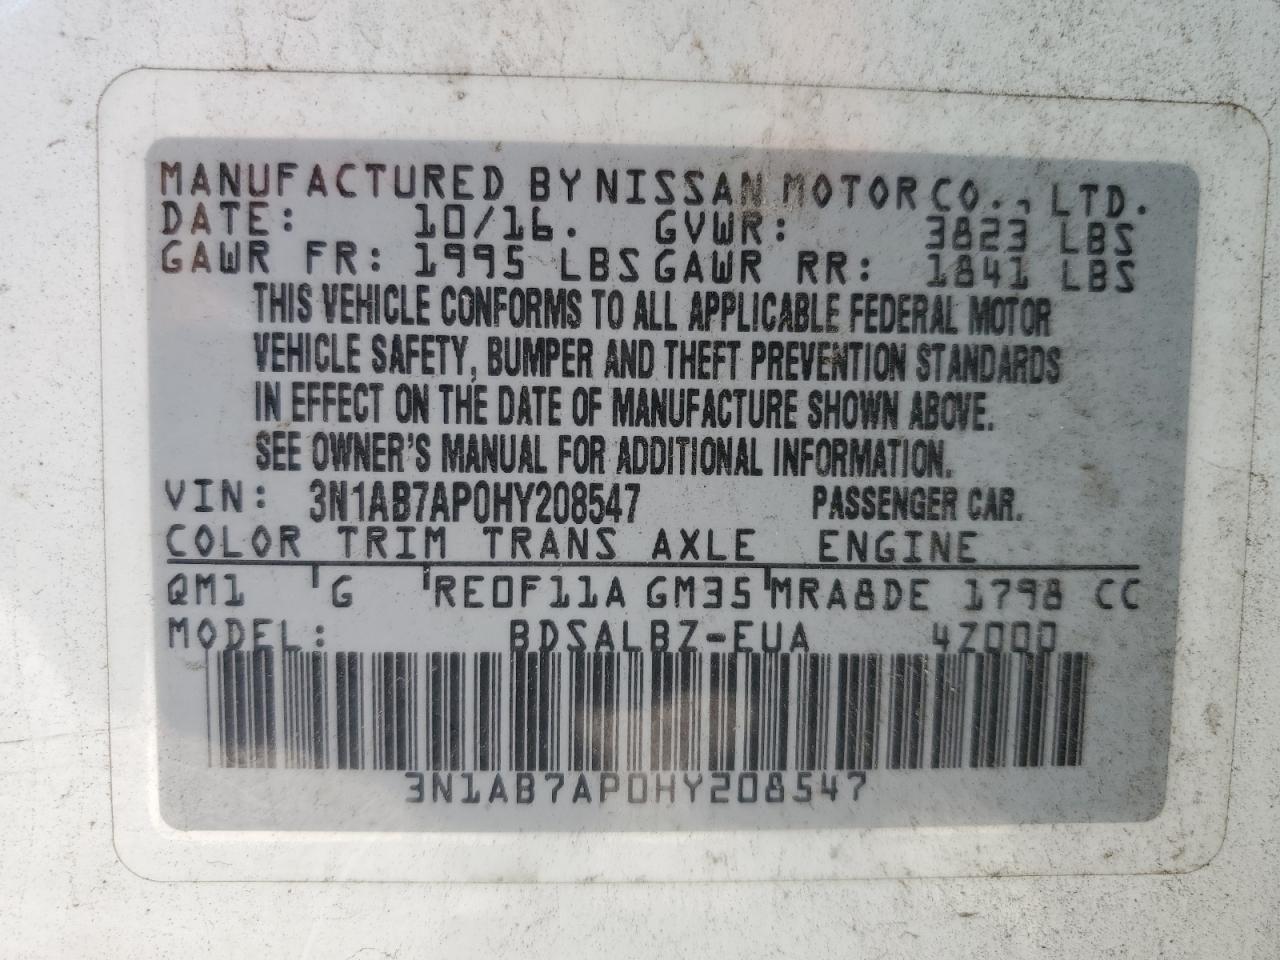 MANUFACTURED BY NISSAN MOTOR CO., LTD.
DATE: 10/16. GVWR: 3823 LBS
GAWR FR: 1995 LBS GAWR RR: 1841 LBS
THIS VEHICLE CONFORMS TO ALL APPLICABLE FEDERAL MOTOR
VEHICLE SAFETY, BUMPER AND THEFT PREVENTION STANDARDS
IN EFFECT ON THE DATE OF MANUFACTURE SHOWN ABOVE.
SEE OWNER'S MANUAL FOR ADDITIONAL INFORMATION.
VIN: 3N1AB7AP0HY208547 PASSENGER CAR.
COLOR TRIM TRANS AXLE ENGINE
QM1 G RE0F11A GM35 MRA8DE 1798 CC
MODEL: BDSALBZ-EUA 4Z000
3N1AB7AP0HY208547